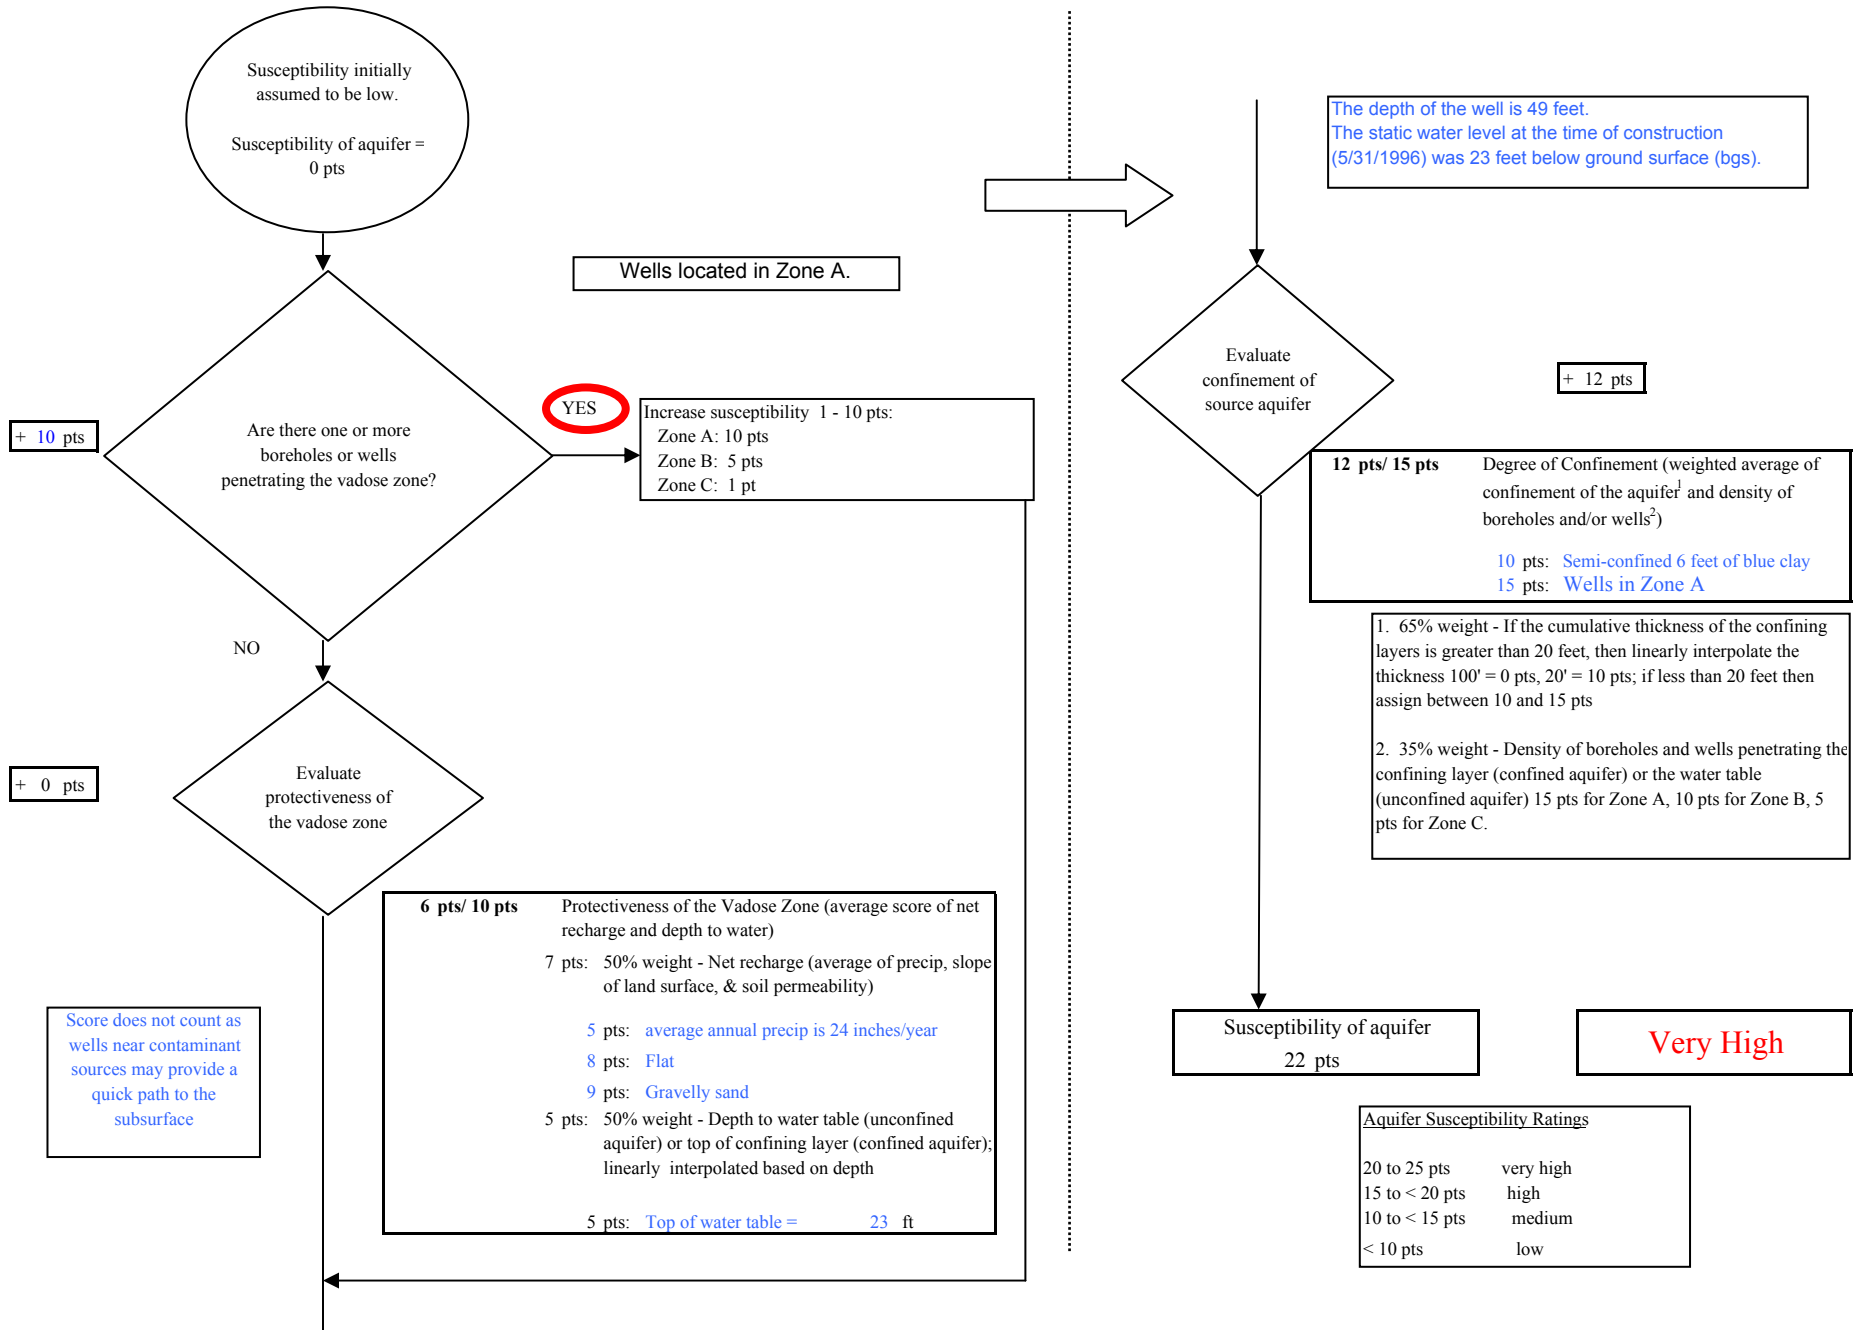 Susceptibility initially
assumed to be low.
Susceptibility of aquifer =
0 pts
Wells located in Zone A.
+ 10 pts
Are there one or more
boreholes or wells
penetrating the vadose zone?
YES
Increase susceptibility 1 - 10 pts:
Zone A: 10 pts
Zone B: 5 pts
Zone C: 1 pt
NO
+ 0 pts
Evaluate
protectiveness of
the vadose zone
6 pts/ 10 pts Protectiveness of the Vadose Zone (average score of net
recharge and depth to water)
7 pts: 50% weight - Net recharge (average of precip, slope
of land surface, & soil permeability)
5 pts: average annual precip is 24 inches/year
8 pts: Flat
9 pts: Gravelly sand
5 pts: 50% weight - Depth to water table (unconfined
aquifer) or top of confining layer (confined aquifer);
linearly interpolated based on depth
5 pts: Top of water table = 23 ft
Score does not count as
wells near contaminant
sources may provide a
quick path to the
subsurface
The depth of the well is 49 feet.
The static water level at the time of construction
(5/31/1996) was 23 feet below ground surface (bgs).
Evaluate
confinement of
source aquifer
+ 12 pts
12 pts/ 15 pts Degree of Confinement (weighted average of
confinement of the aquifer1 and density of
boreholes and/or wells2)
10 pts: Semi-confined 6 feet of blue clay
15 pts: Wells in Zone A
1. 65% weight - If the cumulative thickness of the confining
layers is greater than 20 feet, then linearly interpolate the
thickness 100' = 0 pts, 20' = 10 pts; if less than 20 feet then
assign between 10 and 15 pts
2. 35% weight - Density of boreholes and wells penetrating the
confining layer (confined aquifer) or the water table
(unconfined aquifer) 15 pts for Zone A, 10 pts for Zone B, 5
pts for Zone C.
Susceptibility of aquifer
22 pts
Very High
Aquifer Susceptibility Ratings
20 to 25 pts very high
15 to < 20 pts high
10 to < 15 pts medium
< 10 pts low